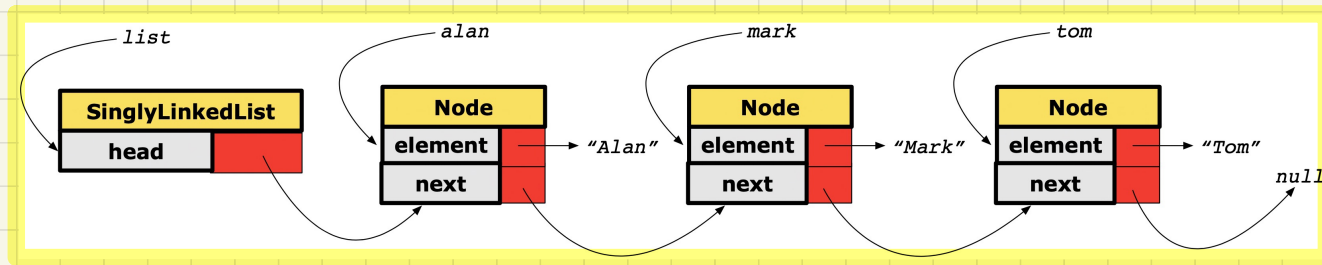 list
alan
mark
tom
SinglyLinkedList
head
Node
element
"Alan"
next
Node
element
"Mark"
next
Node
element
"Tom"
next
null